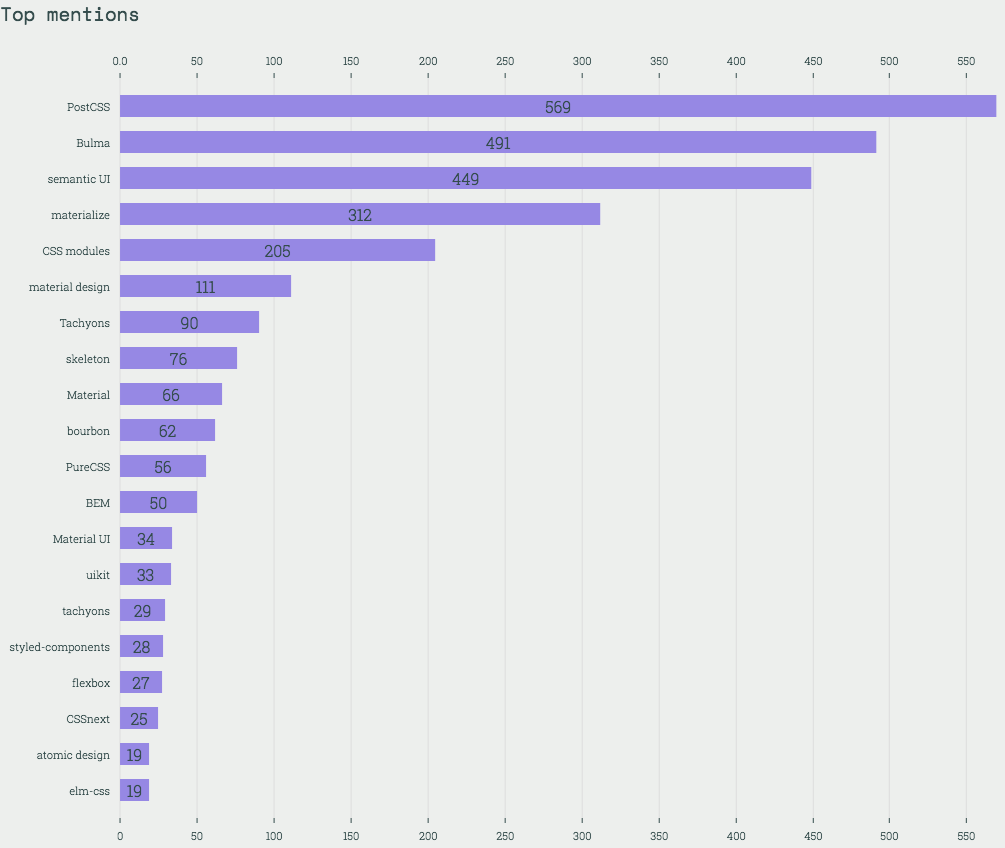 Top mentions
0.0 50 100 150 200 250 300 350 400 450 500 550
PostCSS 569
Bulma 491
semantic UI 449
materialize 312
CSS modules 205
material design 111
Tachyons 90
skeleton 76
Material 66
bourbon 62
PureCSS 56
BEM 50
Material UI 34
uikit 33
tachyons 29
styled-components 28
flexbox 27
CSSnext 25
atomic design 19
elm-css 19
0 50 100 150 200 250 300 350 400 450 500 550